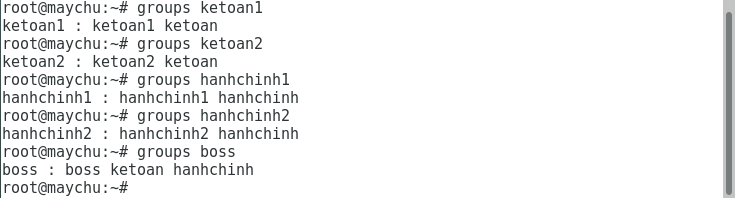 root@maychu:~# groups ketoan1
ketoan1 : ketoan1 ketoan
root@maychu:~# groups ketoan2
ketoan2 : ketoan2 ketoan
root@maychu:~# groups hanhchinh1
hanhchinh1 : hanhchinh1 hanhchinh
root@maychu:~# groups hanhchinh2
hanhchinh2 : hanhchinh2 hanhchinh
root@maychu:~# groups boss
boss : boss ketoan hanhchinh
root@maychu:~#